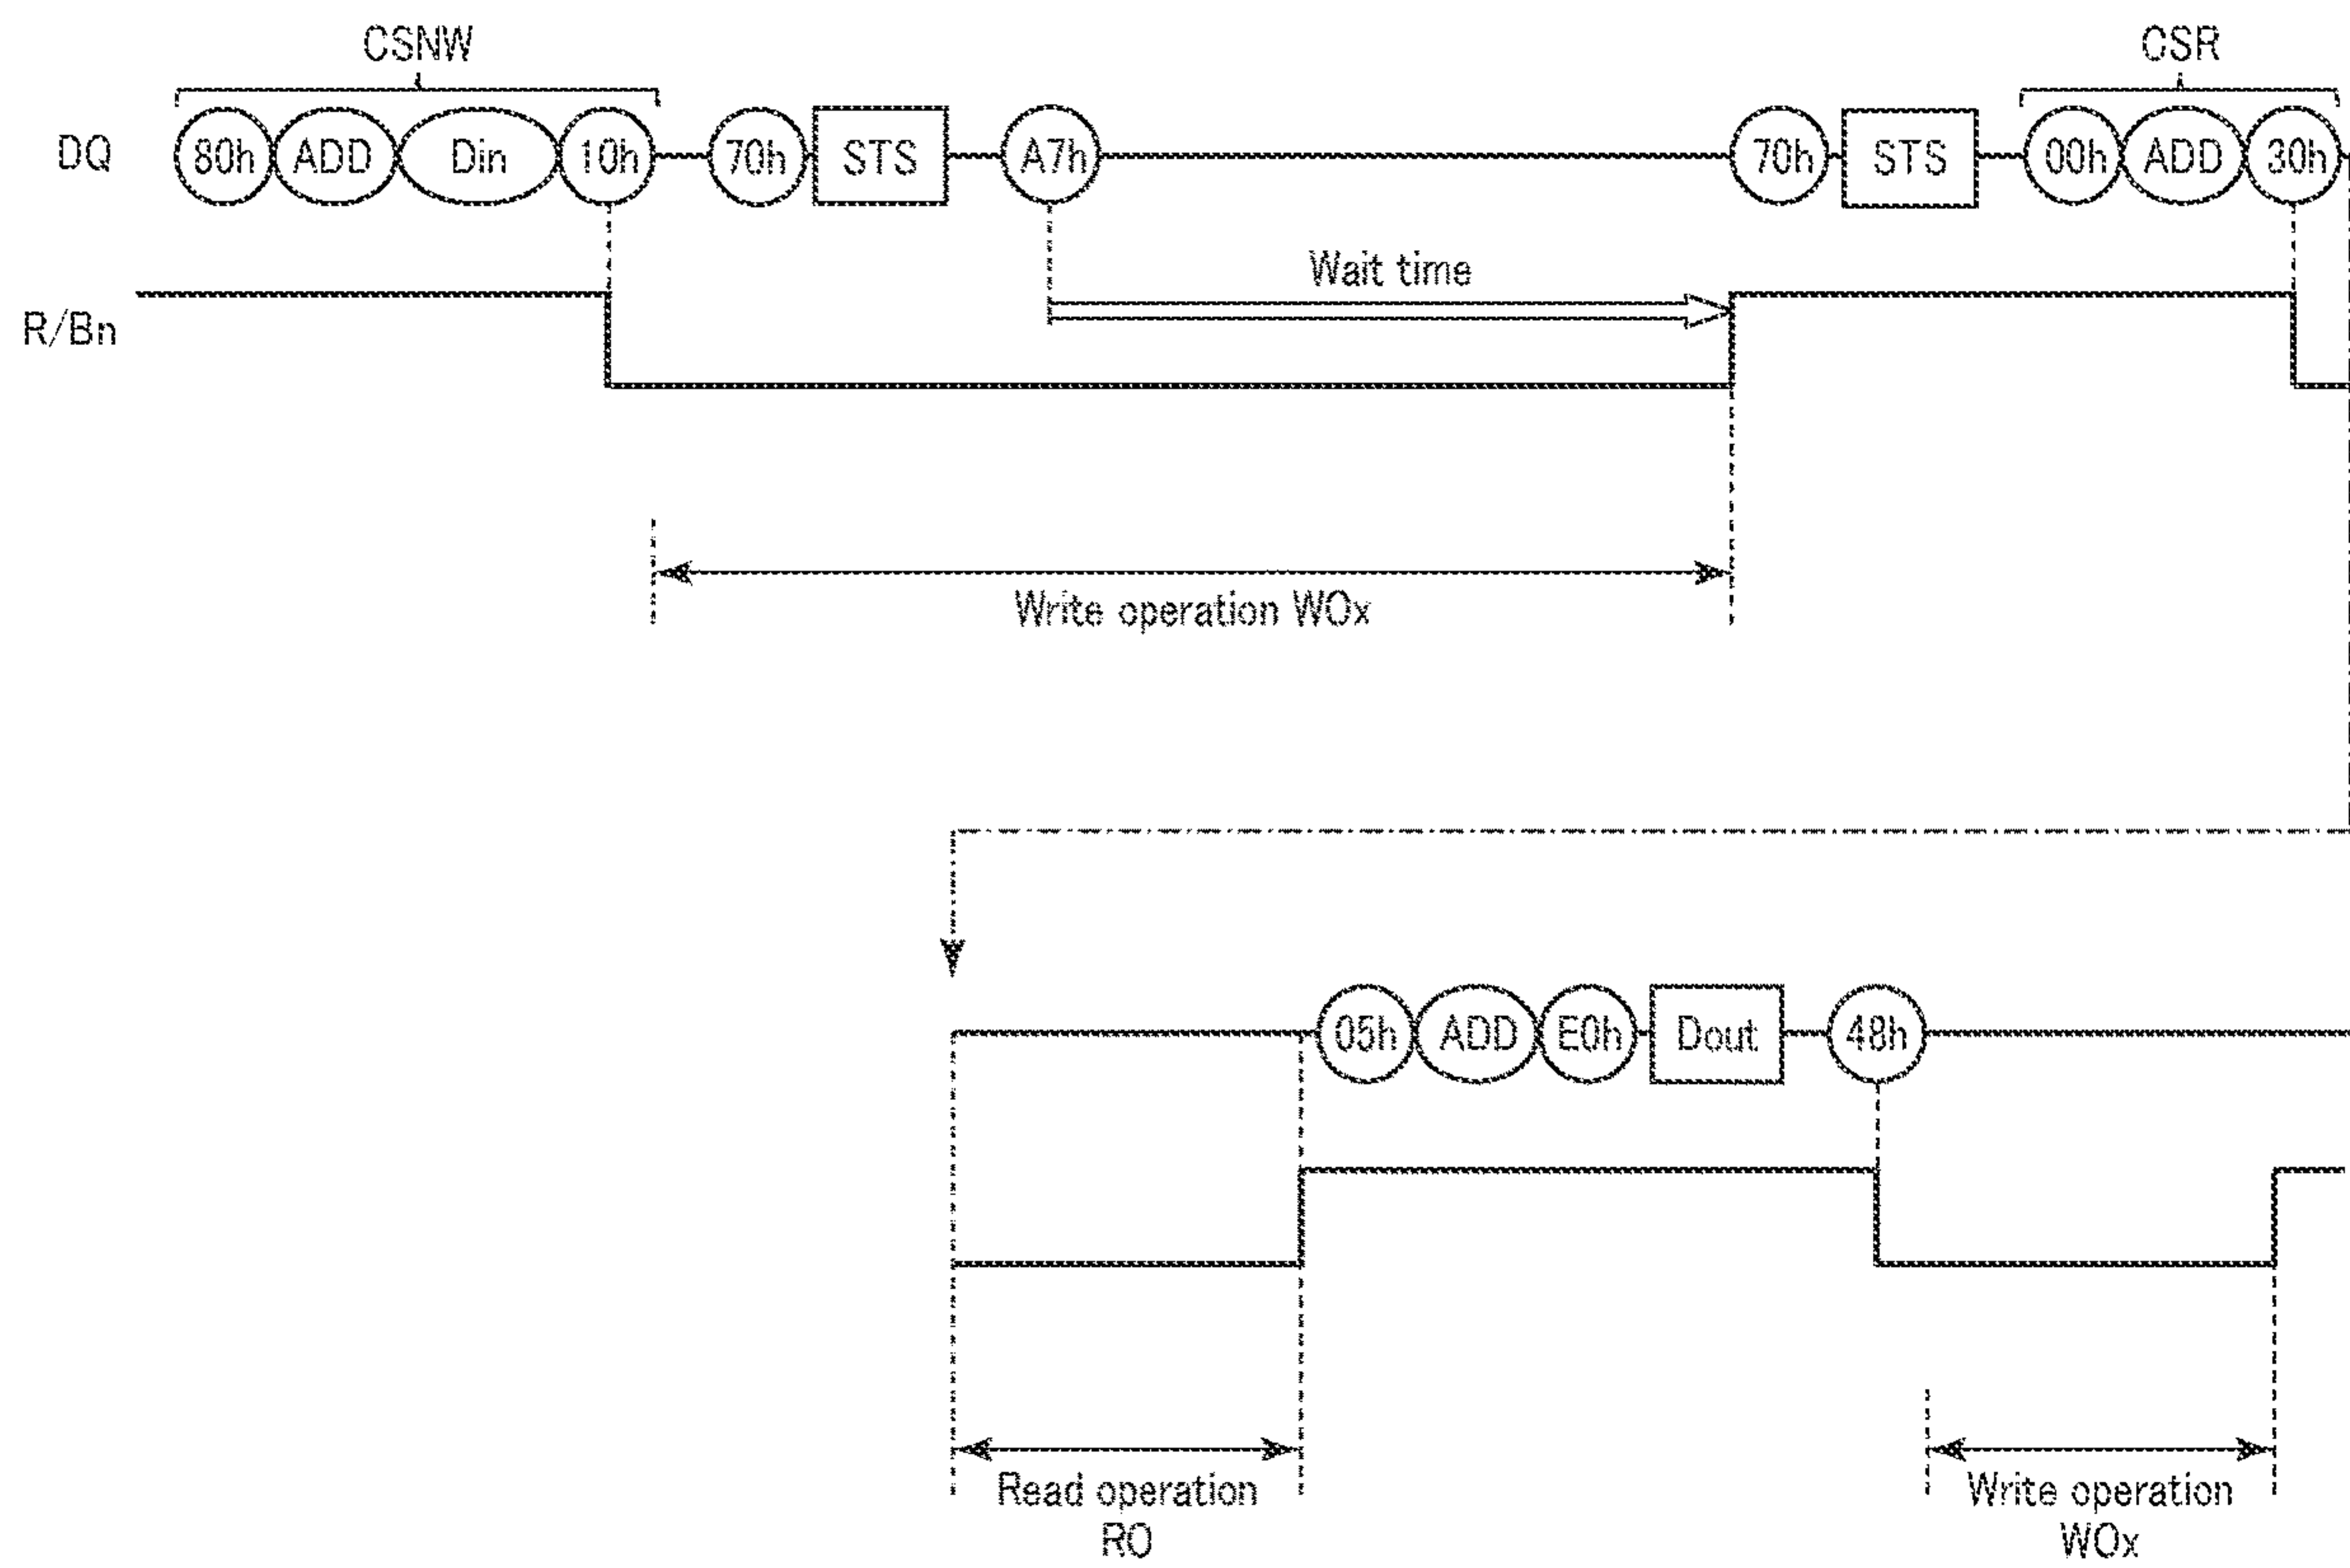 CSNW CSR
DQ 80h ADD Din 10h 70h STS A7h 70h STS 00h ADD 30h
Wait time
R/Bn
Write operation WOx
05h ADD E0h Dout 48h
Read operation
RO
Write operation
WOx